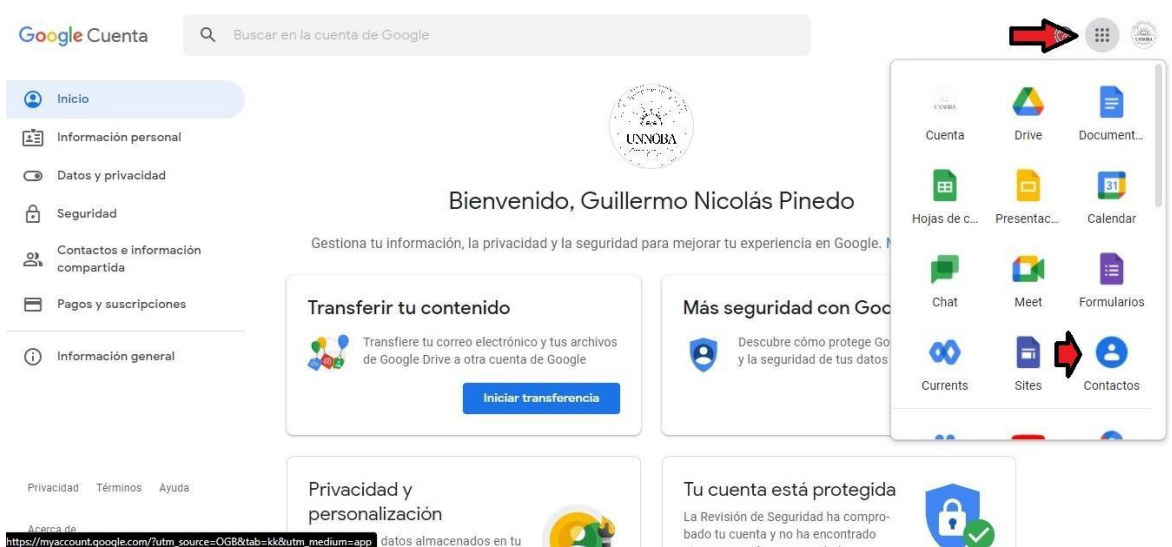 Google Cuenta
Buscar en la cuenta de Google
Inicio
Información personal
Datos y privacidad
Seguridad
Contactos e información
compartida
Pagos y suscripciones
Información general
Privacidad Términos Ayuda
Acerca de
https://myaccount.google.com/?utm_source=OGB&tab=kk&utm_medium=app
UNNOBA
Bienvenido, Guillermo Nicolás Pinedo
Gestiona tu información, la privacidad y la seguridad para mejorar tu experiencia en Google.
Transferir tu contenido
Transfiere tu correo electrónico y tus archivos
de Google Drive a otra cuenta de Google
Iniciar transferencia
Más seguridad con Goo
Descubre cómo protege Go
y la seguridad de tus datos
Privacidad y
personalización
datos almacenados en tu
Tu cuenta está protegida
La Revisión de Seguridad ha compro-
bado tu cuenta y no ha encontrado
UNNOBA
Cuenta
Drive
Document...
Hojas de c...
Presentac...
31
Calendar
Chat
Meet
Formularios
Currents
Sites
Contactos